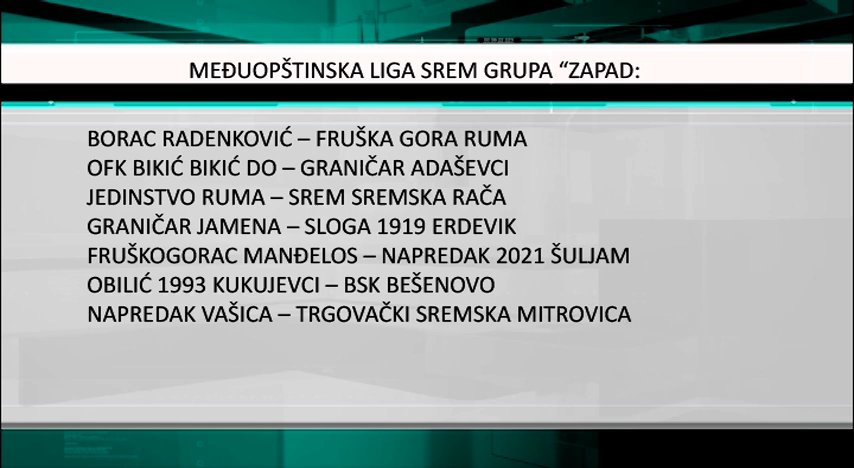 MEĐUOPŠTINSKA LIGA SREM GRUPA “ZAPAD:
BORAC RADENKOVIĆ – FRUŠKA GORA RUMA
OFK BIKIĆ BIKIĆ DO – GRANIČAR ADAŠEVCI
JEDINSTVO RUMA – SREM SREMSKA RAČA
GRANIČAR JAMENA – SLOGA 1919 ERDEVIK
FRUŠKOGORAC MANĐELOS – NAPREDAK 2021 ŠULJAM
OBILIĆ 1993 KUKUJEVCI – BSK BEŠENOVO
NAPREDAK VAŠICA – TRGOVAČKI SREMSKA MITROVICA